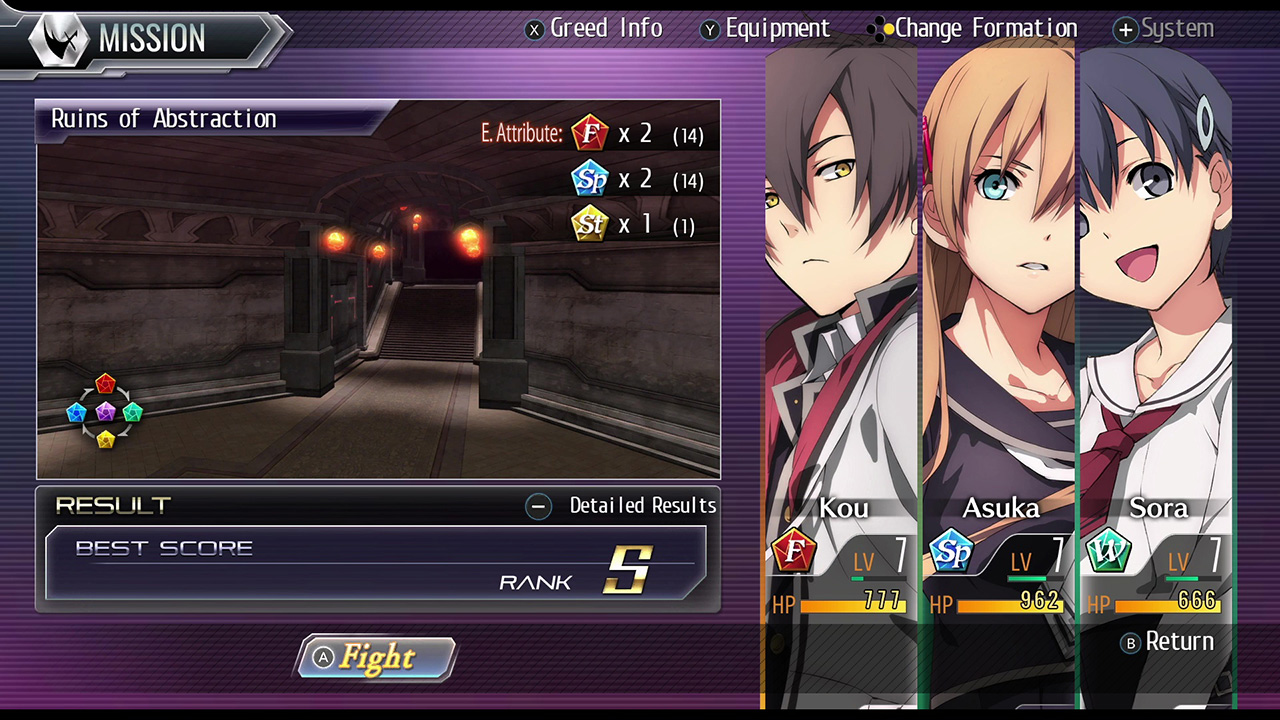 MISSION
X Greed Info
Y Equipment
Change Formation
+ System
Ruins of Abstraction
E. Attribute: F x 2 (14)
Sp x 2 (14)
St x 1 (1)
RESULT
- Detailed Results
BEST SCORE
RANK S
A Fight
Kou
F LV 7
HP 777
Asuka
Sp LV 7
HP 962
Sora
W LV 7
HP 666
B Return